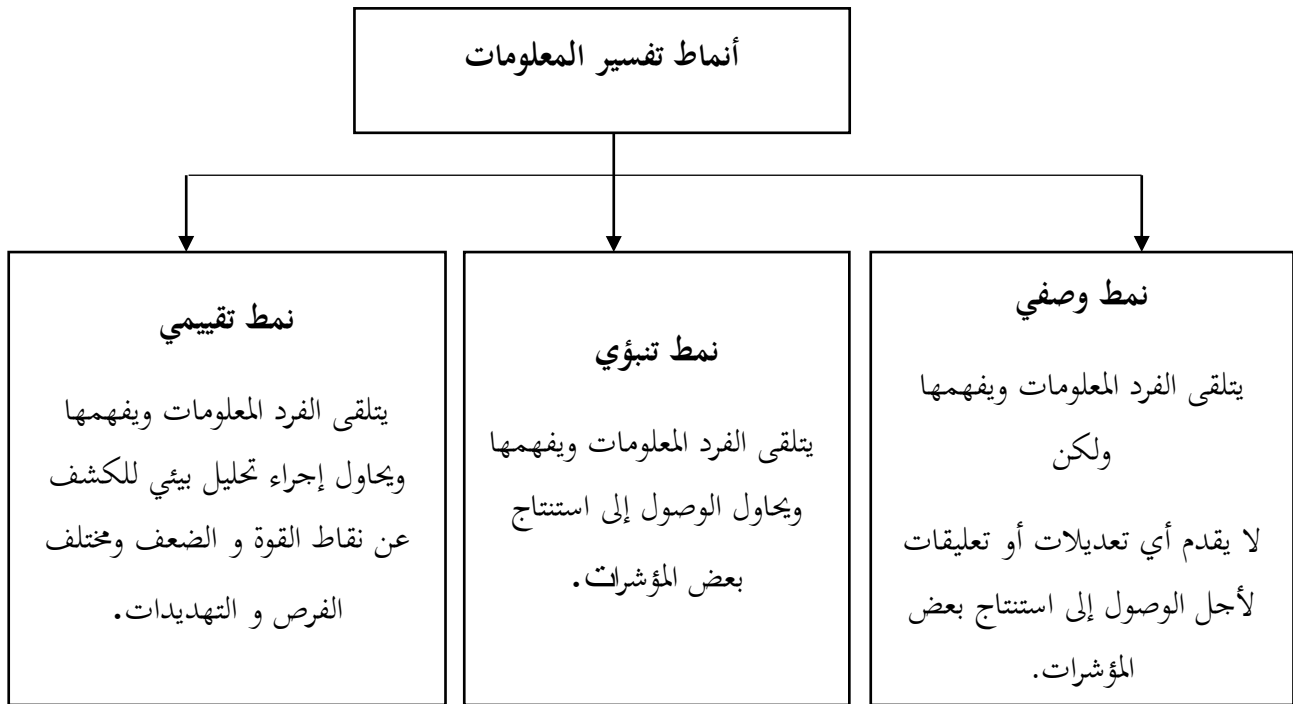 أنماط تفسير المعلومات
نمط وصفي
يتلقى الفرد المعلومات ويفهمها
ولكن
لا يقدم أي تعديلات أو تعليقات
لأجل الوصول إلى استنتاج بعض
المؤشرات.
نمط تنبؤي
يتلقى الفرد المعلومات ويفهمها
ويحاول الوصول إلى استنتاج
بعض المؤشرات.
نمط تقييمي
يتلقى الفرد المعلومات ويفهمها
ويحاول إجراء تحليل بيئي للكشف
عن نقاط القوة و الضعف ومختلف
الفرص و التهديدات.